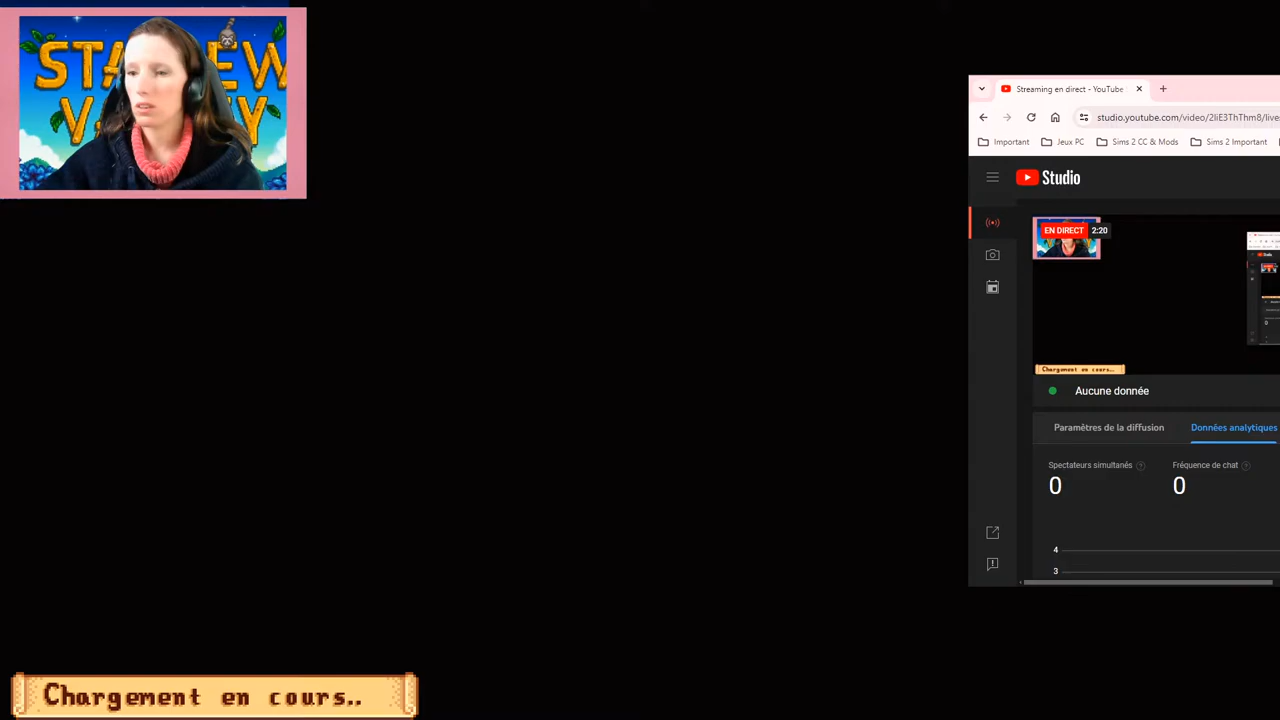 STARDEW
VALLEY
Streaming en direct - YouTube
studio.youtube.com/video/2IiE3ThThm8/lives
Important
Jeux PC
Sims 2 CC & Mods
Sims 2 Important
Studio
EN DIRECT 2:20
Chargement en cours..
Aucune donnée
Paramètres de la diffusion
Données analytiques
Spectateurs simultanés
Fréquence de chat
0
0
4
3
Chargement en cours..